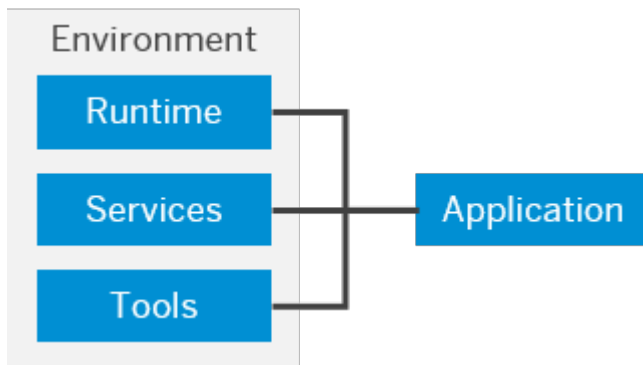 Environment
Runtime
Services
Application
Tools